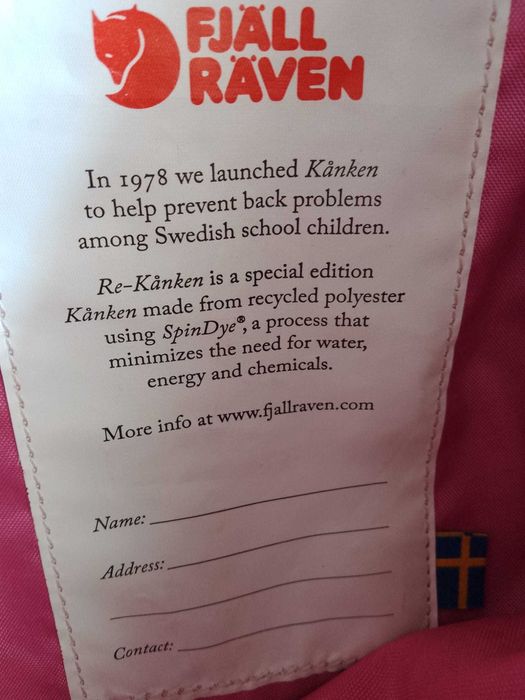 FJÄLL
RÄVEN
In 1978 we launched Kånken
to help prevent back problems
among Swedish school children.
Re-Kånken is a special edition
Kånken made from recycled polyester
using SpinDye®, a process that
minimizes the need for water,
energy and chemicals.
More info at www.fjallraven.com
Name:
Address:
Contact: